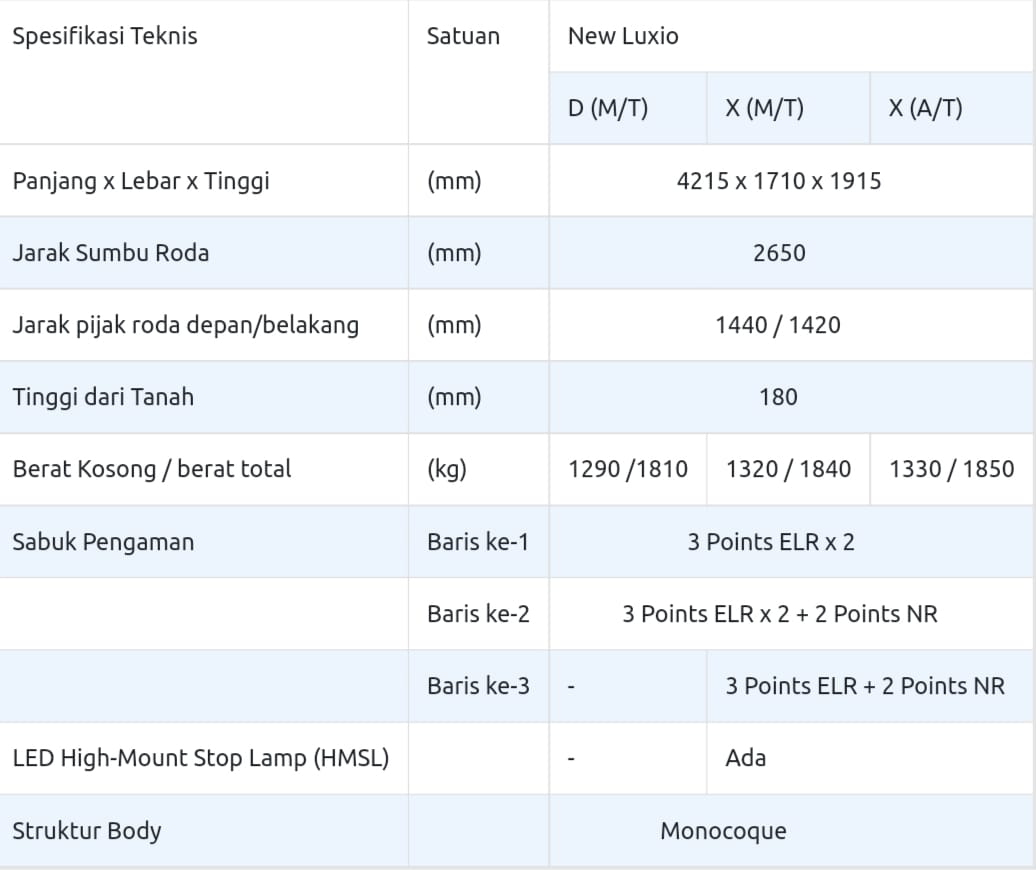 Spesifikasi Teknis Satuan New Luxio
D (M/T) X (M/T) X (A/T)
Panjang x Lebar x Tinggi (mm) 4215 x 1710 x 1915
Jarak Sumbu Roda (mm) 2650
Jarak pijak roda depan/belakang (mm) 1440 / 1420
Tinggi dari Tanah (mm) 180
Berat Kosong / berat total (kg) 1290 /1810 1320 / 1840 1330 / 1850
Sabuk Pengaman Baris ke-1 3 Points ELR x 2
Baris ke-2 3 Points ELR x 2 + 2 Points NR
Baris ke-3 - 3 Points ELR + 2 Points NR
LED High-Mount Stop Lamp (HMSL) - Ada
Struktur Body Monocoque